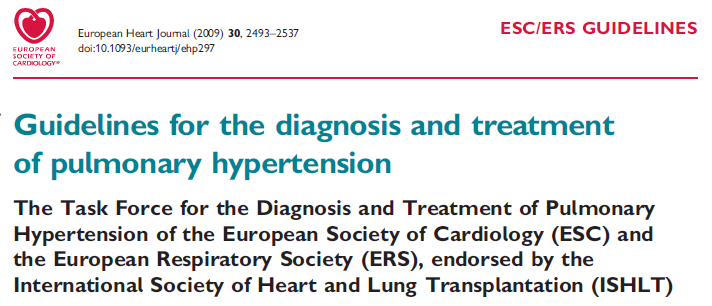 European Heart Journal (2009) 30, 2493–2537
doi:10.1093/eurheartj/ehp297
ESC/ERS GUIDELINES
EUROPEAN
SOCIETY OF
CARDIOLOGY®
Guidelines for the diagnosis and treatment
of pulmonary hypertension
The Task Force for the Diagnosis and Treatment of Pulmonary
Hypertension of the European Society of Cardiology (ESC) and
the European Respiratory Society (ERS), endorsed by the
International Society of Heart and Lung Transplantation (ISHLT)